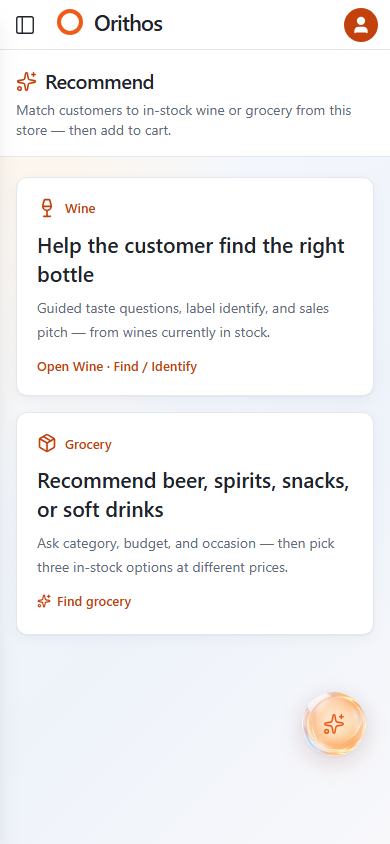 Orithos
Recommend
Match customers to in-stock wine or grocery from this
store — then add to cart.
Wine
Help the customer find the right
bottle
Guided taste questions, label identify, and sales
pitch — from wines currently in stock.
Open Wine · Find / Identify
Grocery
Recommend beer, spirits, snacks,
or soft drinks
Ask category, budget, and occasion — then pick
three in-stock options at different prices.
Find grocery